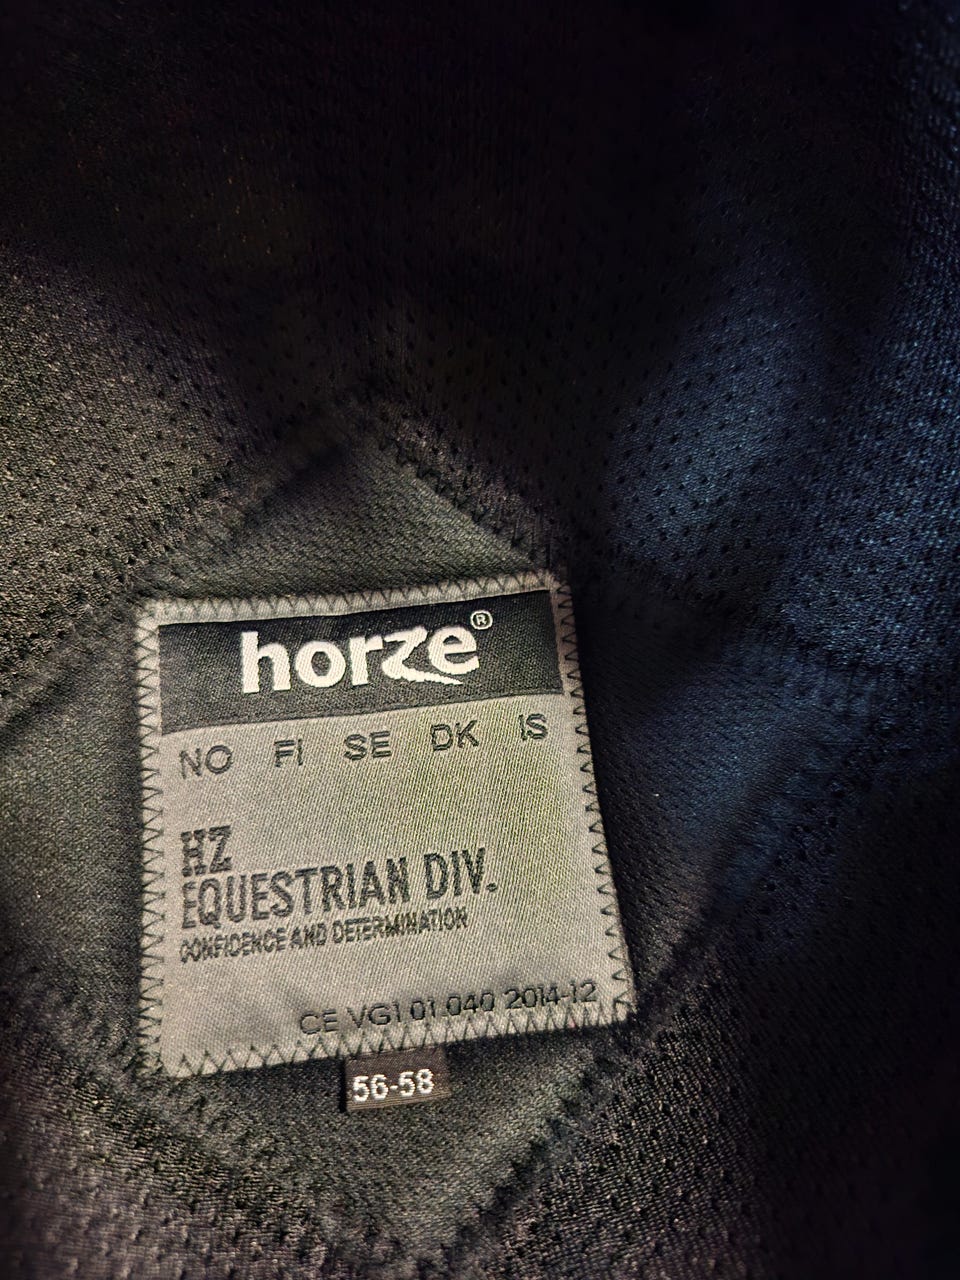 horze®
NO FI SE DK IS
HZ
EQUESTRIAN DIV.
CONFIDENCE AND DETERMINATION
CE VG1 01.040 2014-12
56-58